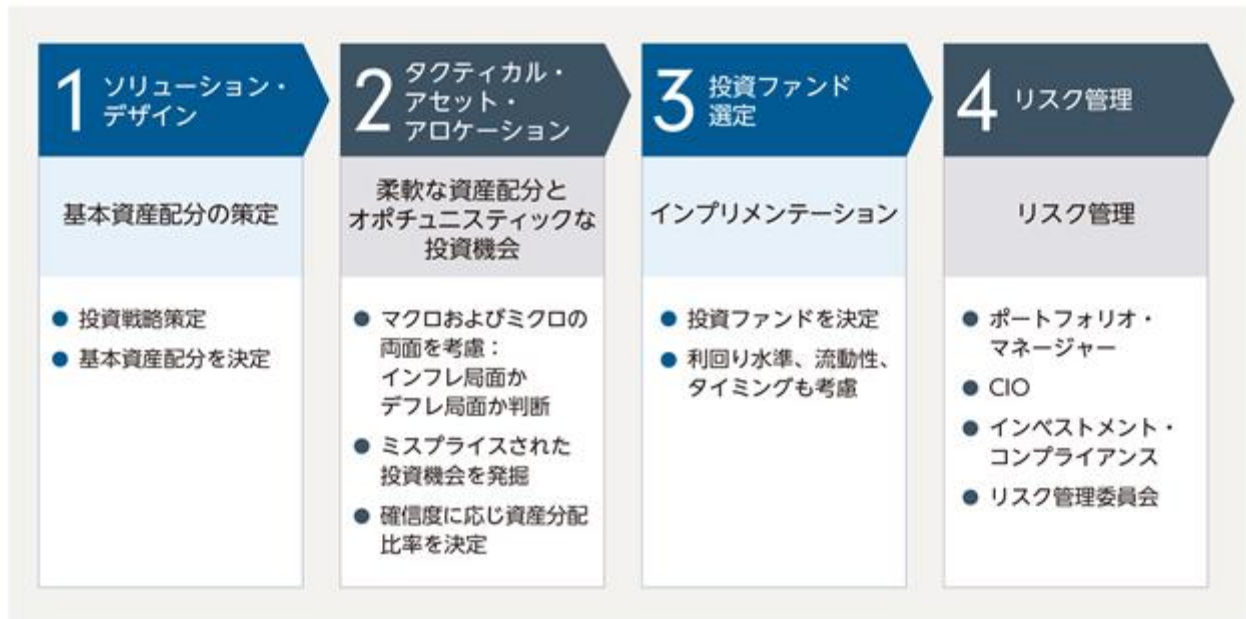 1
ソリューション・
デザイン
基本資産配分の策定
● 投資戦略策定
● 基本資産配分を決定
2
タクティカル・
アセット・
アロケーション
柔軟な資産配分と
オポチュニスティックな
投資機会
● マクロおよびミクロの
両面を考慮：
インフレ局面か
デフレ局面か判断
● ミスプライスされた
投資機会を発掘
● 確信度に応じ資産分配
比率を決定
3
投資ファンド
選定
インプリメンテーション
● 投資ファンドを決定
● 利回り水準、流動性、
タイミングも考慮
4
リスク管理
リスク管理
● ポートフォリオ・
マネージャー
● CIO
● インベストメント・
コンプライアンス
● リスク管理委員会